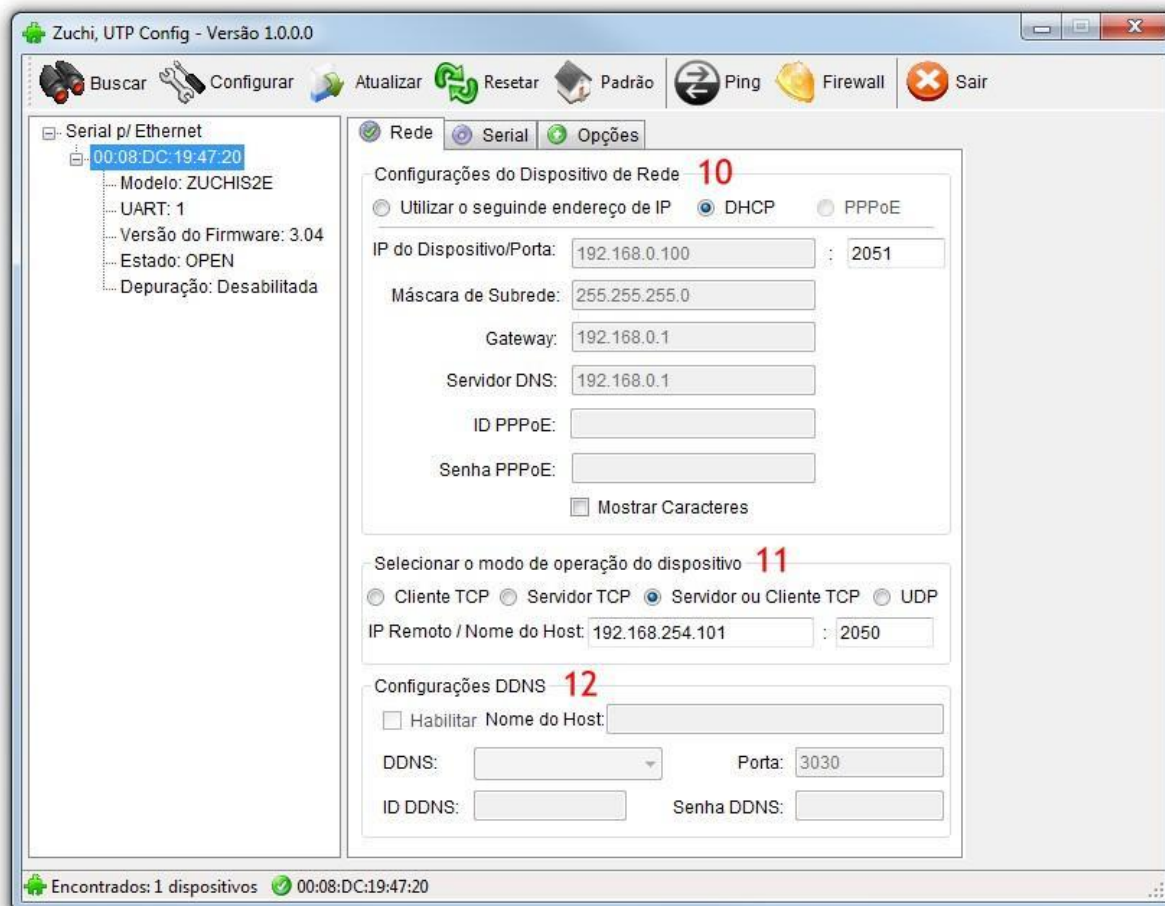 Zuchi, UTP Config - Versão 1.0.0.0
Buscar Configurar Atualizar Resetar Padrão Ping Firewall Sair
Serial p/ Ethernet
00:08:DC:19:47:20
Modelo: ZUCHIS2E
UART: 1
Versão do Firmware: 3.04
Estado: OPEN
Depuração: Desabilitada
Rede Serial Opções
Configurações do Dispositivo de Rede 10
Utilizar o seguinde endereço de IP DHCP PPPoE
IP do Dispositivo/Porta: 192.168.0.100 : 2051
Máscara de Subrede: 255.255.255.0
Gateway: 192.168.0.1
Servidor DNS: 192.168.0.1
ID PPPoE:
Senha PPPoE:
Mostrar Caracteres
Selecionar o modo de operação do dispositivo 11
Cliente TCP Servidor TCP Servidor ou Cliente TCP UDP
IP Remoto / Nome do Host: 192.168.254.101 : 2050
Configurações DDNS 12
Habilitar Nome do Host:
DDNS: Porta: 3030
ID DDNS: Senha DDNS:
Encontrados: 1 dispositivos 00:08:DC:19:47:20